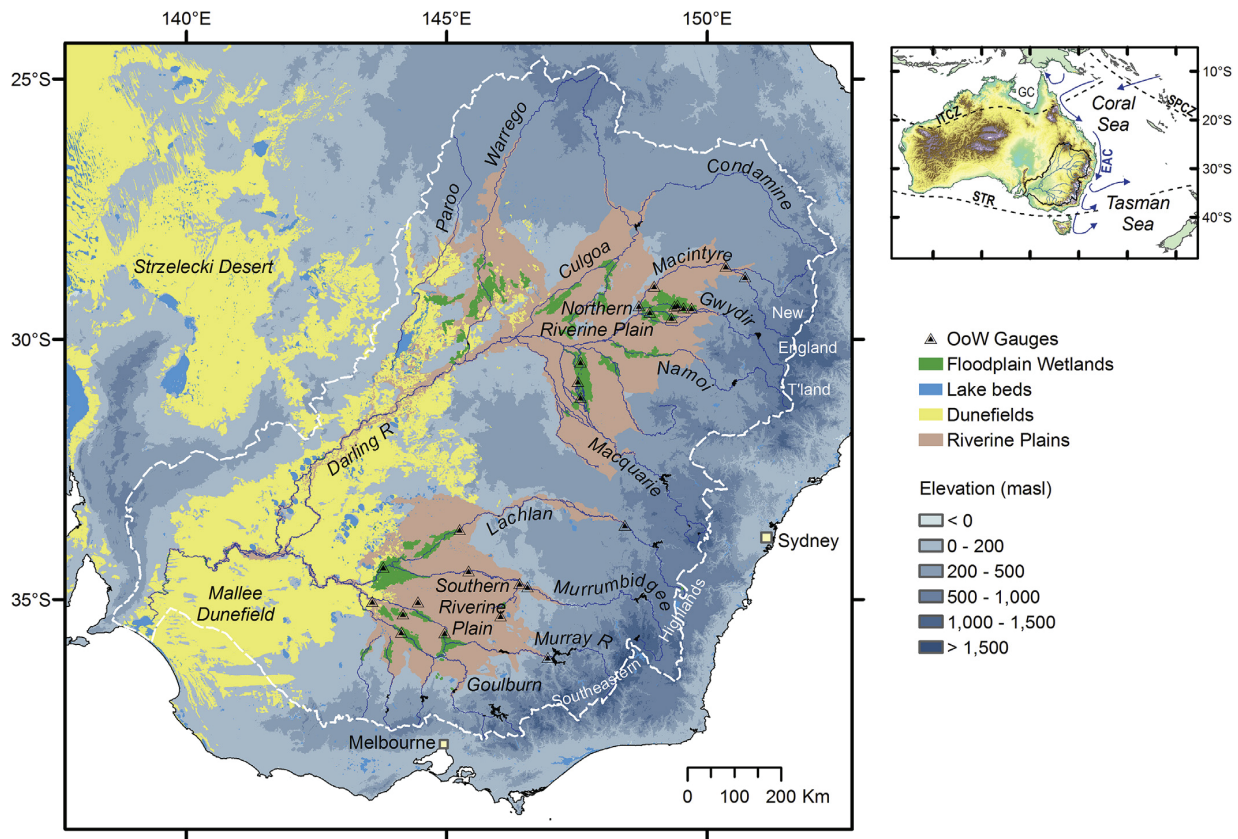 140°E
145°E
150°E
25°S
30°S
35°S
Warrego
Paroo
Condamine
Strzelecki Desert
Culgoa
Macintyre
Northern
Riverine Plain
Gwydir
New
England
T'land
Namoi
Darling R
Macquarie
Lachlan
Sydney
Mallee
Dunefield
Southern
Riverine
Plain
Murrumbidgee
Highlands
Murray R
Southeastern
Goulburn
Melbourne
0 100 200 Km
10°S
20°S
30°S
40°S
GC
ITCZ
SPCZ
Coral
Sea
EAC
STR
Tasman
Sea
OoW Gauges
Floodplain Wetlands
Lake beds
Dunefields
Riverine Plains
Elevation (masl)
< 0
0 - 200
200 - 500
500 - 1,000
1,000 - 1,500
> 1,500